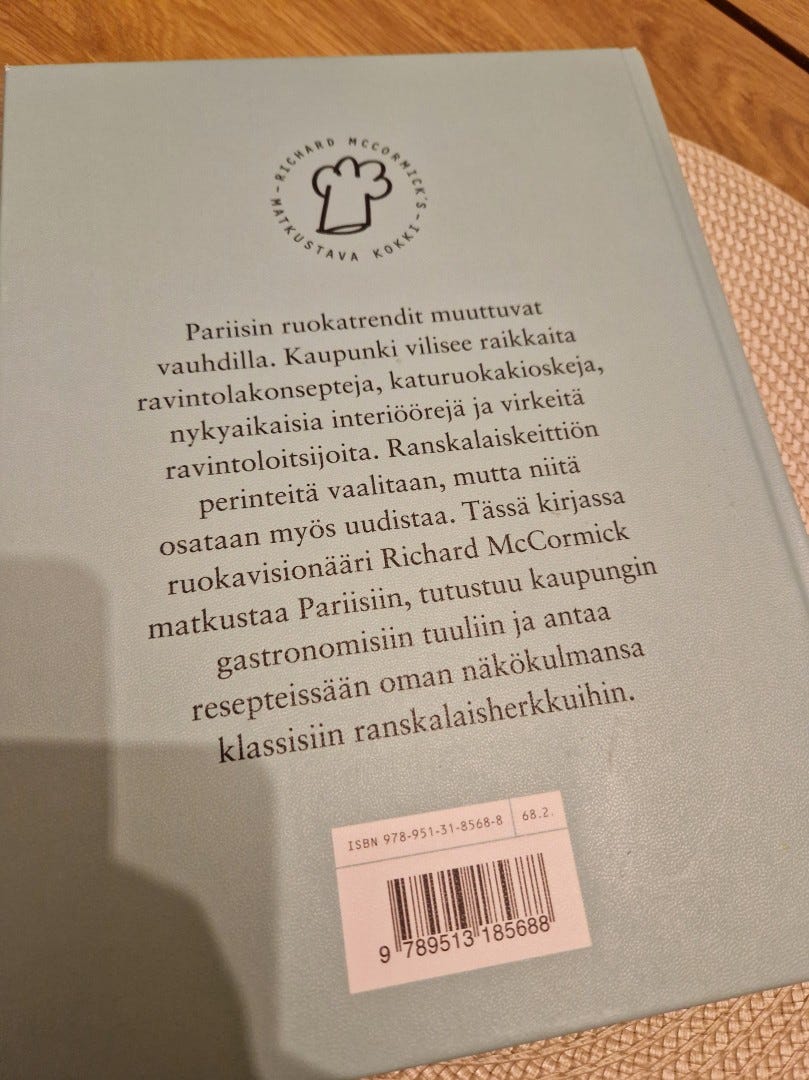 RICHARD MCCORMICK'S
MATKUSTAVA KOKKI
Pariisin ruokatrendit muuttuvat
vauhdilla. Kaupunki vilisee raikkaita
ravintolakonsepteja, katuruokakioskeja,
nykyaikaisia interiöörejä ja virkeitä
ravintoloitsijoita. Ranskalaiskeittiön
perinteitä vaalitaan, mutta niitä
osataan myös uudistaa. Tässä kirjassa
ruokavisionääri Richard McCormick
matkustaa Pariisiin, tutustuu kaupungin
gastronomisiin tuuliin ja antaa
resepteissään oman näkökulmansa
klassisiin ranskalaisherkkuihin.
ISBN 978-951-31-8568-8 68.2.
9 789513 185688